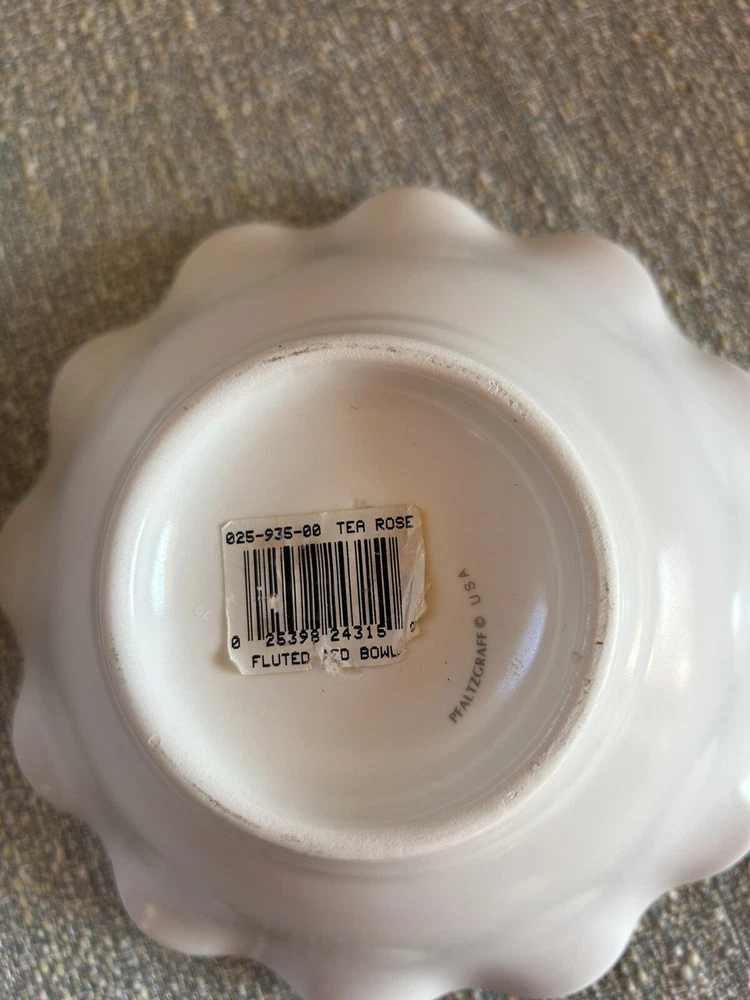 025-935-00 TEA ROSE
0 25398 24315
FLUTED BOWL
PFALTZGRAFF © USA